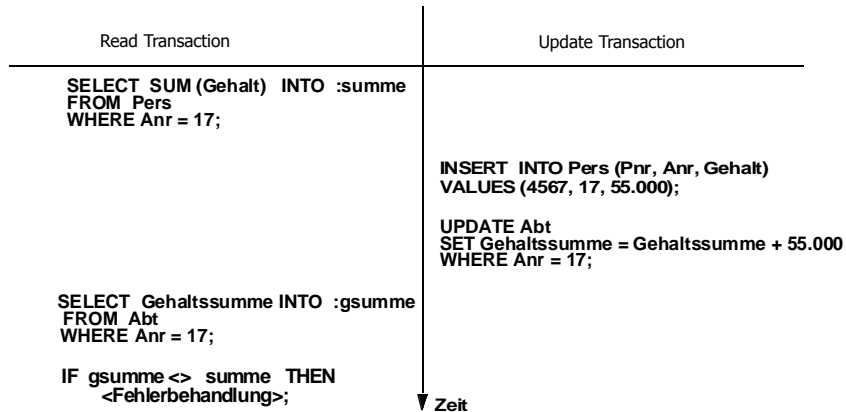 Read Transaction
Update Transaction
SELECT SUM (Gehalt) INTO :summe
FROM Pers
WHERE Anr = 17;
INSERT INTO Pers (Pnr, Anr, Gehalt)
VALUES (4567, 17, 55.000);
UPDATE Abt
SET Gehaltssumme = Gehaltssumme + 55.000
WHERE Anr = 17;
SELECT Gehaltssumme INTO :gsumme
FROM Abt
WHERE Anr = 17;
IF gsumme <> summe THEN
<Fehlerbehandlung>;
Zeit